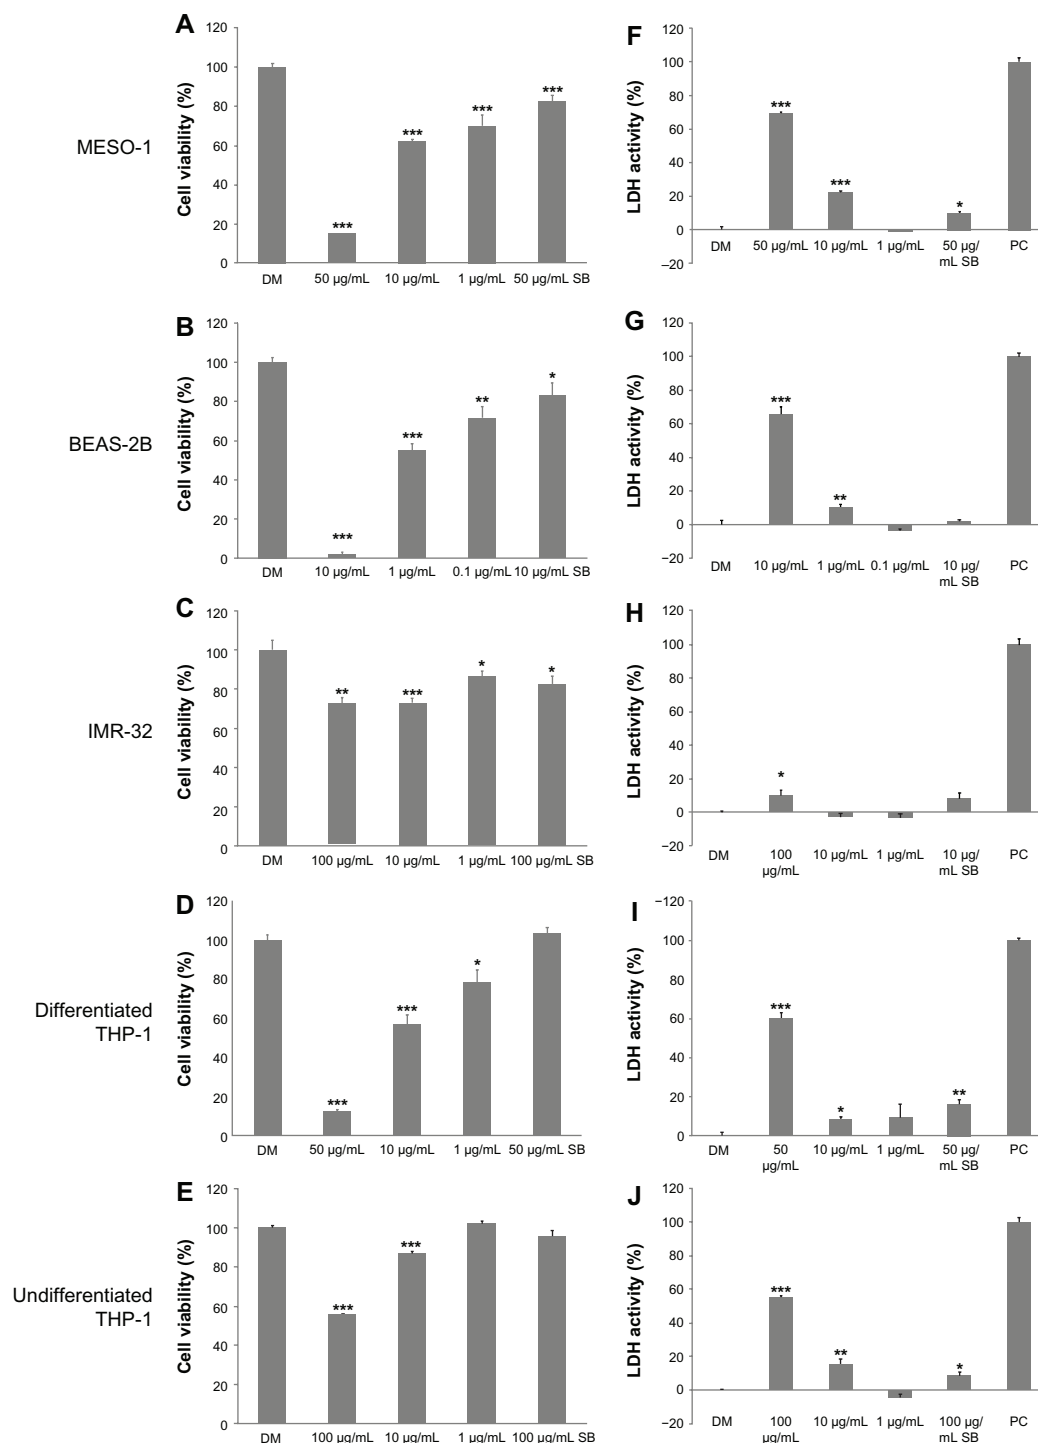 A
120
100
80
60
40
20
0
Cell viability (%)
MESO-1
***
***
***
***
DM 50 µg/mL 10 µg/mL 1 µg/mL 50 µg/mL SB
F
120
100
80
60
40
20
0
−20
LDH activity (%)
***
***
*
DM 50 µg/mL 10 µg/mL 1 µg/mL 50 µg/ PC
mL SB
B
120
100
80
60
40
20
0
Cell viability (%)
BEAS-2B
***
***
**
*
DM 10 µg/mL 1 µg/mL 0.1 µg/mL 10 µg/mL SB
G
120
100
80
60
40
20
0
−20
LDH activity (%)
***
**
DM 10 µg/mL 1 µg/mL 0.1 µg/mL 10 µg/ PC
mL SB
C
120
100
80
60
40
20
0
Cell viability (%)
IMR-32
**
***
*
*
DM 100 µg/mL 10 µg/mL 1 µg/mL 100 µg/mL SB
H
120
100
80
60
40
20
0
−20
LDH activity (%)
*
DM 100 10 µg/mL 1 µg/mL 10 µg/ PC
µg/mL mL SB
D
120
100
80
60
40
20
0
Cell viability (%)
Differentiated
THP-1
***
***
*
DM 50 µg/mL 10 µg/mL 1 µg/mL 50 µg/mL SB
I
−120
100
80
60
40
20
0
LDH activity (%)
***
*
**
DM 50 10 µg/mL 1 µg/mL 50 µg/ PC
µg/mL mL SB
E
120
100
80
60
40
20
0
Cell viability (%)
Undifferentiated
THP-1
***
***
DM 100 µg/mL 10 µg/mL 1 µg/mL 100 µg/mL SB
J
120
100
80
60
40
20
0
−20
LDH activity (%)
***
**
*
DM 100 10 µg/mL 1 µg/mL 100 µg/ PC
µg/mL mL SB